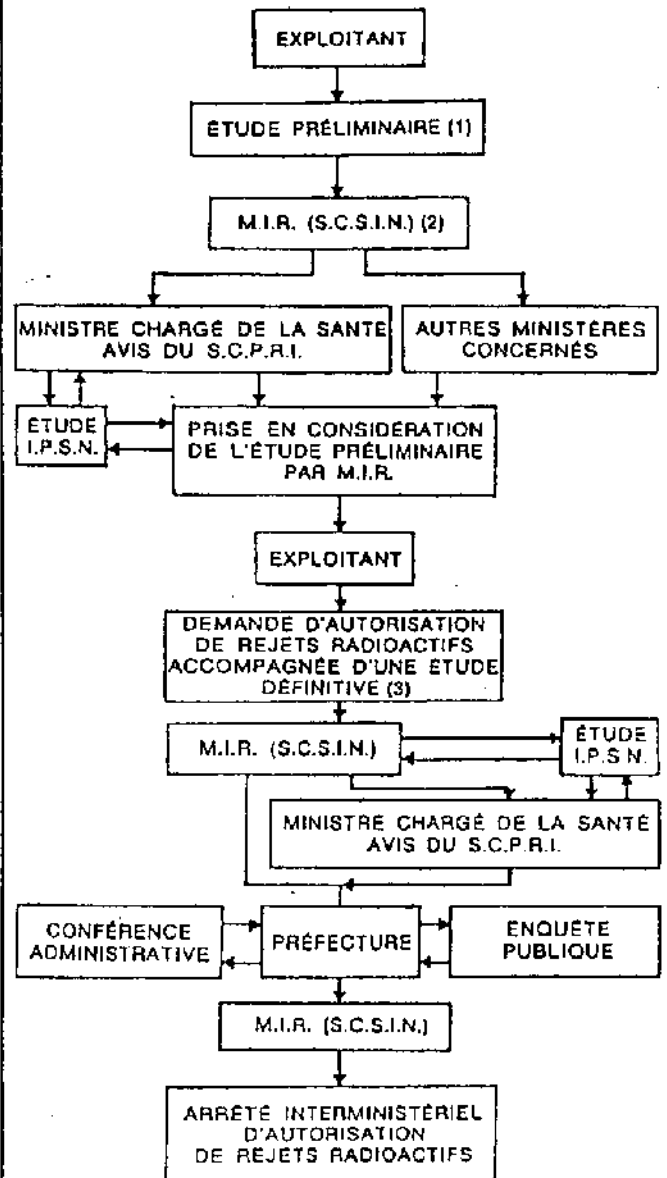 EXPLOITANT
ÉTUDE PRÉLIMINAIRE (1)
M.I.R. (S.C.S.I.N.) (2)
MINISTRE CHARGÉ DE LA SANTÉ
AVIS DU S.C.P.R.I.
AUTRES MINISTÈRES
CONCERNÉS
ÉTUDE
I.P.S.N.
PRISE EN CONSIDÉRATION
DE L'ÉTUDE PRÉLIMINAIRE
PAR M.I.R.
EXPLOITANT
DEMANDE D'AUTORISATION
DE REJETS RADIOACTIFS
ACCOMPAGNÉE D'UNE ÉTUDE
DÉFINITIVE (3)
M.I.R. (S.C.S.I.N.)
ÉTUDE
I.P.S.N.
MINISTRE CHARGÉ DE LA SANTÉ
AVIS DU S.C.P.R.I.
CONFÉRENCE
ADMINISTRATIVE
PRÉFECTURE
ENQUÊTE
PUBLIQUE
M.I.R. (S.C.S.I.N.)
ARRÊTÉ INTERMINISTÉRIEL
D'AUTORISATION
DE REJETS RADIOACTIFS